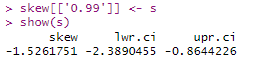 > skew[['0.99']] <- s
> show(s)
skew lwr.ci upr.ci
-1.5261751 -2.3890455 -0.8644226